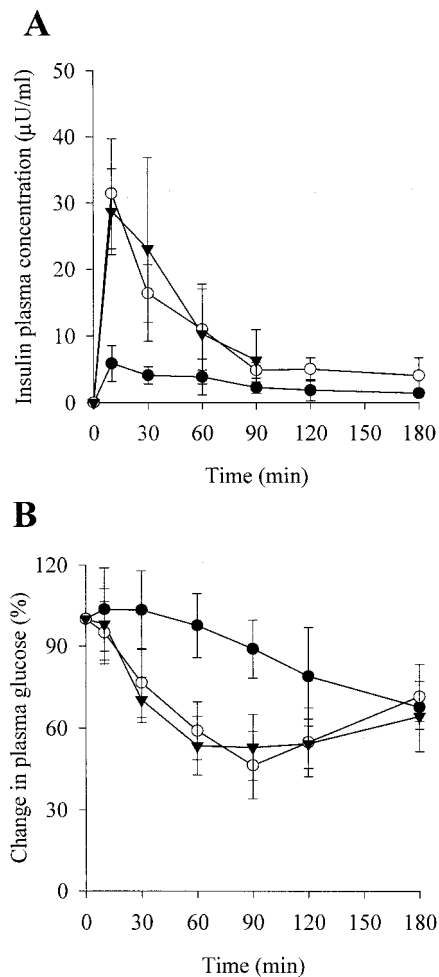 A
Insulin plasma concentration (μU/ml)
50
40
30
20
10
0
0 30 60 90 120 150 180
Time (min)
B
Change in plasma glucose (%)
120
90
60
30
0
0 30 60 90 120 150 180
Time (min)